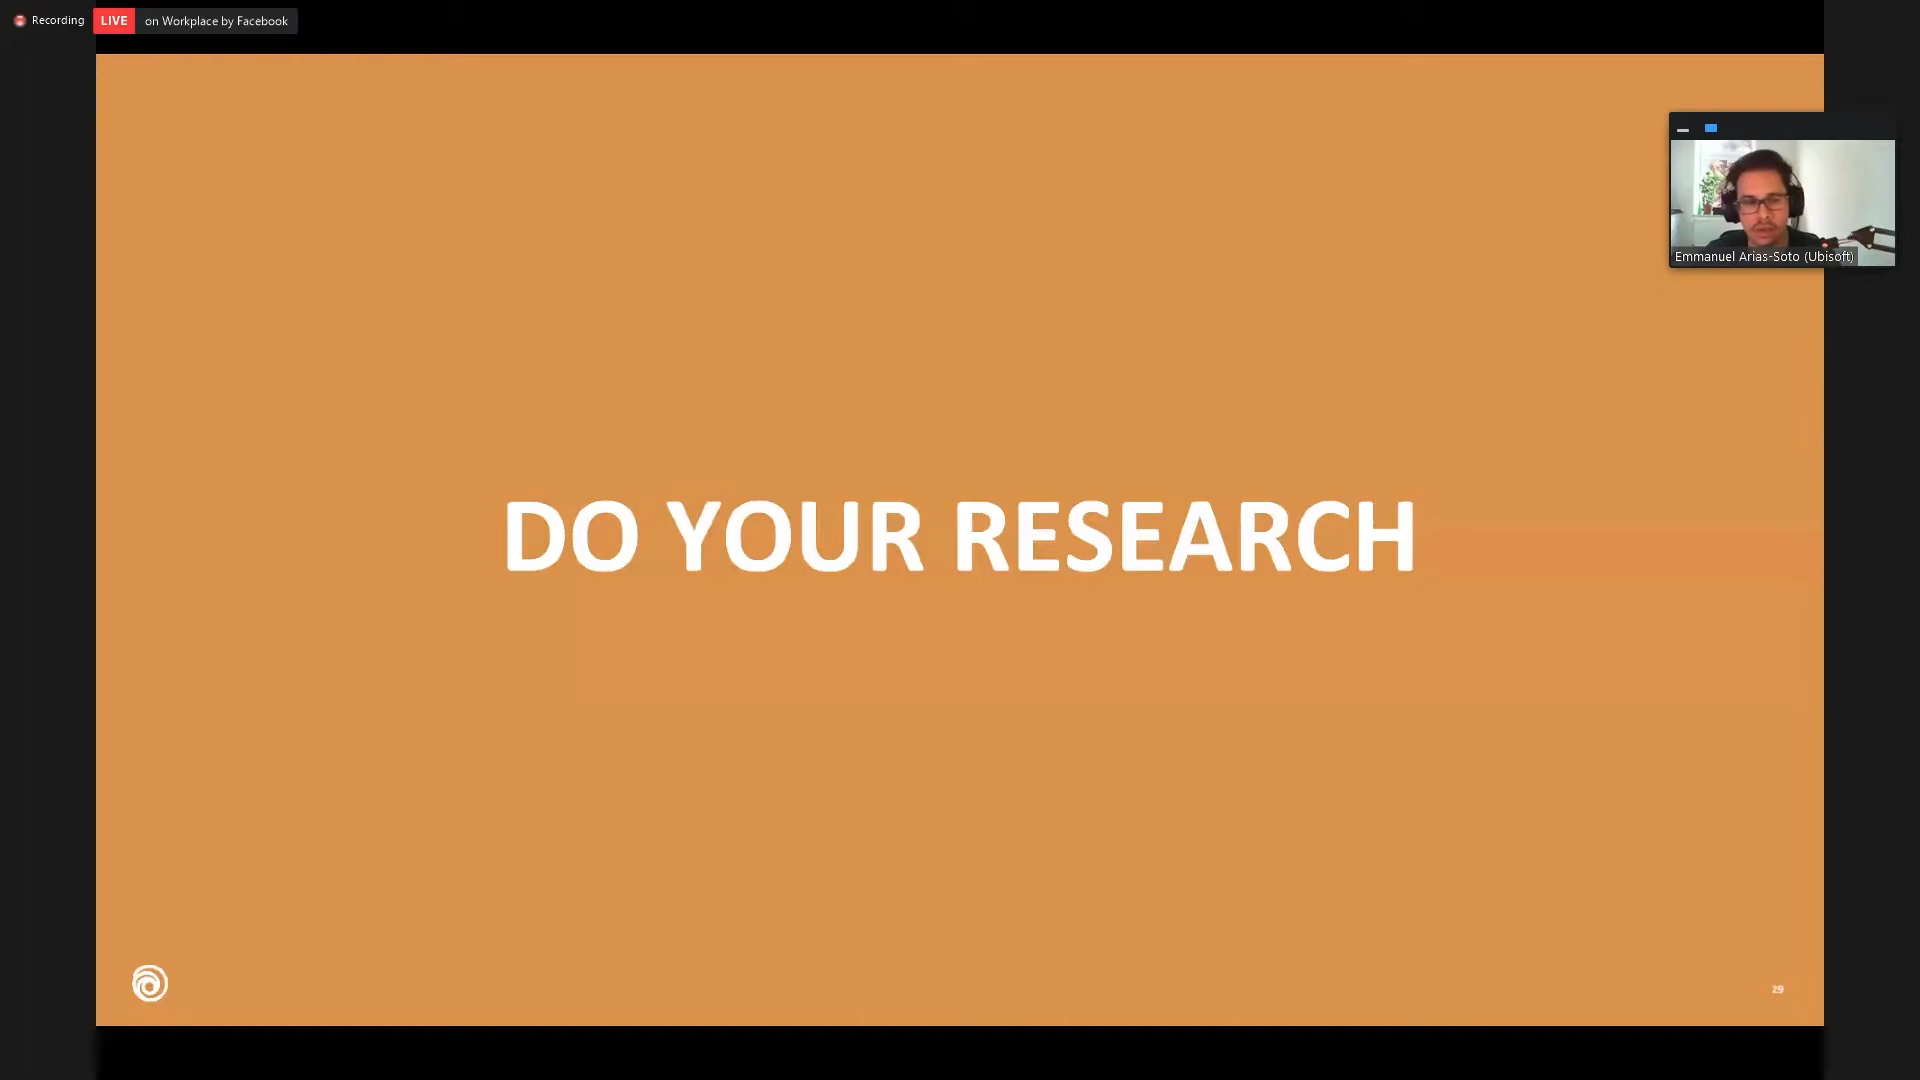 Recording
LIVE on Workplace by Facebook
Emmanuel Arias-Soto (Ubisoft)
DO YOUR RESEARCH
29